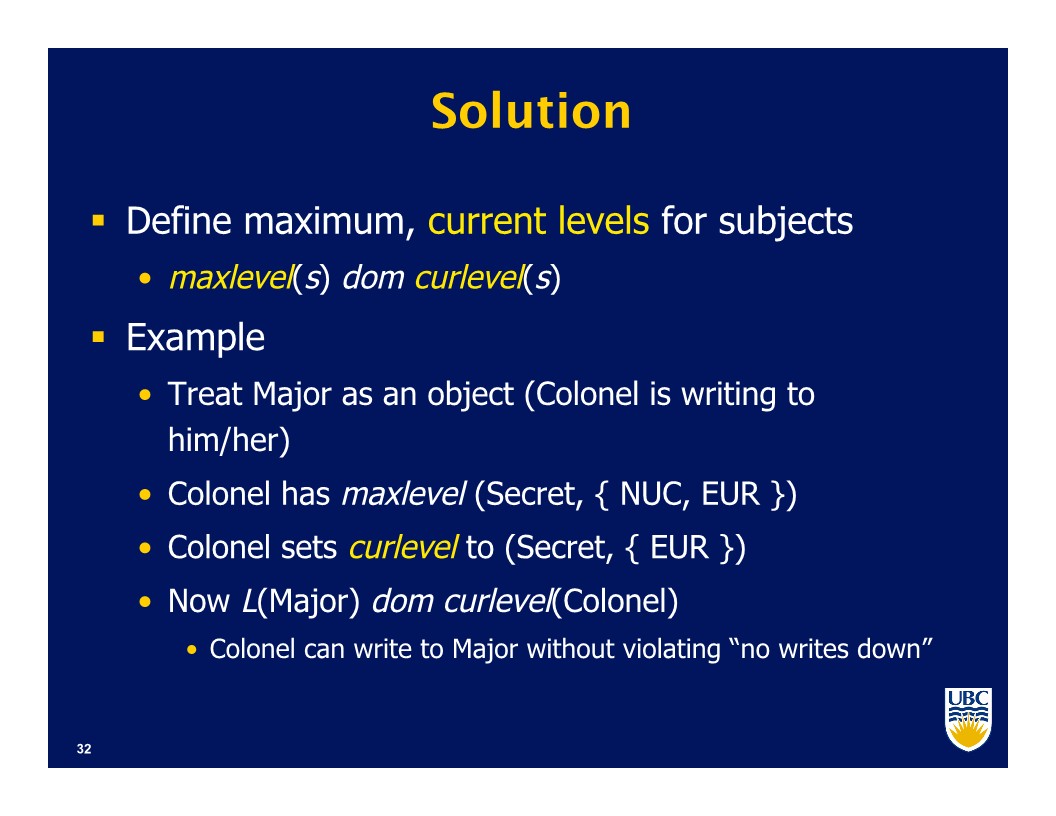 Solution
▪ Define maximum, current levels for subjects
• maxlevel(s) dom curlevel(s)
▪ Example
• Treat Major as an object (Colonel is writing to
him/her)
• Colonel has maxlevel (Secret, { NUC, EUR })
• Colonel sets curlevel to (Secret, { EUR })
• Now L(Major) dom curlevel(Colonel)
• Colonel can write to Major without violating “no writes down”
UBC
32